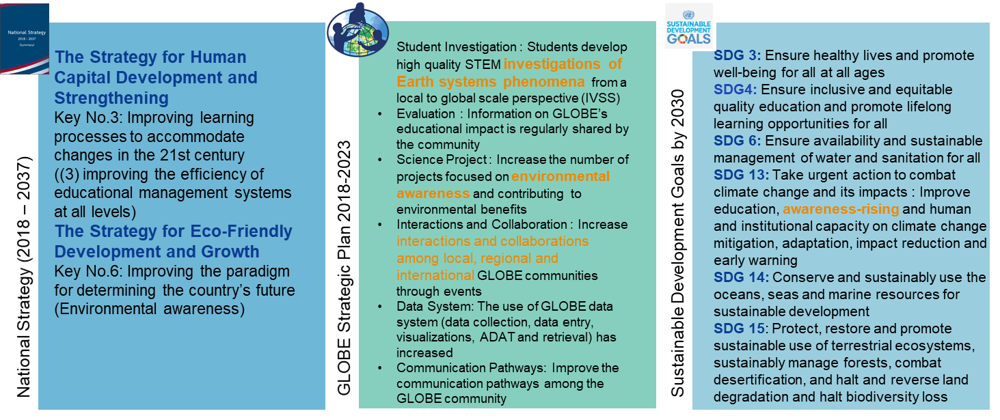 National Strategy
2018 - 2037
(Summary)
National Strategy (2018 – 2037)
The Strategy for Human
Capital Development and
Strengthening
Key No.3: Improving learning
processes to accommodate
changes in the 21st century
((3) improving the efficiency of
educational management systems
at all levels)
The Strategy for Eco-Friendly
Development and Growth
Key No.6: Improving the paradigm
for determining the country’s future
(Environmental awareness)
GLOBE Strategic Plan 2018-2023
Student Investigation : Students develop
high quality STEM investigations of
Earth systems phenomena from a
local to global scale perspective (IVSS)
• Evaluation : Information on GLOBE’s
educational impact is regularly shared by
the community
• Science Project : Increase the number of
projects focused on environmental
awareness and contributing to
environmental benefits
• Interactions and Collaboration : Increase
interactions and collaborations
among local, regional and
international GLOBE communities
through events
• Data System: The use of GLOBE data
system (data collection, data entry,
visualizations, ADAT and retrieval) has
increased
• Communication Pathways: Improve the
communication pathways among the
GLOBE community
SUSTAINABLE
DEVELOPMENT
GOALS
Sustainable Development Goals by 2030
SDG 3: Ensure healthy lives and promote
well-being for all at all ages
SDG4: Ensure inclusive and equitable
quality education and promote lifelong
learning opportunities for all
SDG 6: Ensure availability and sustainable
management of water and sanitation for all
SDG 13: Take urgent action to combat
climate change and its impacts : Improve
education, awareness-rising and human
and institutional capacity on climate change
mitigation, adaptation, impact reduction and
early warning
SDG 14: Conserve and sustainably use the
oceans, seas and marine resources for
sustainable development
SDG 15: Protect, restore and promote
sustainable use of terrestrial ecosystems,
sustainably manage forests, combat
desertification, and halt and reverse land
degradation and halt biodiversity loss